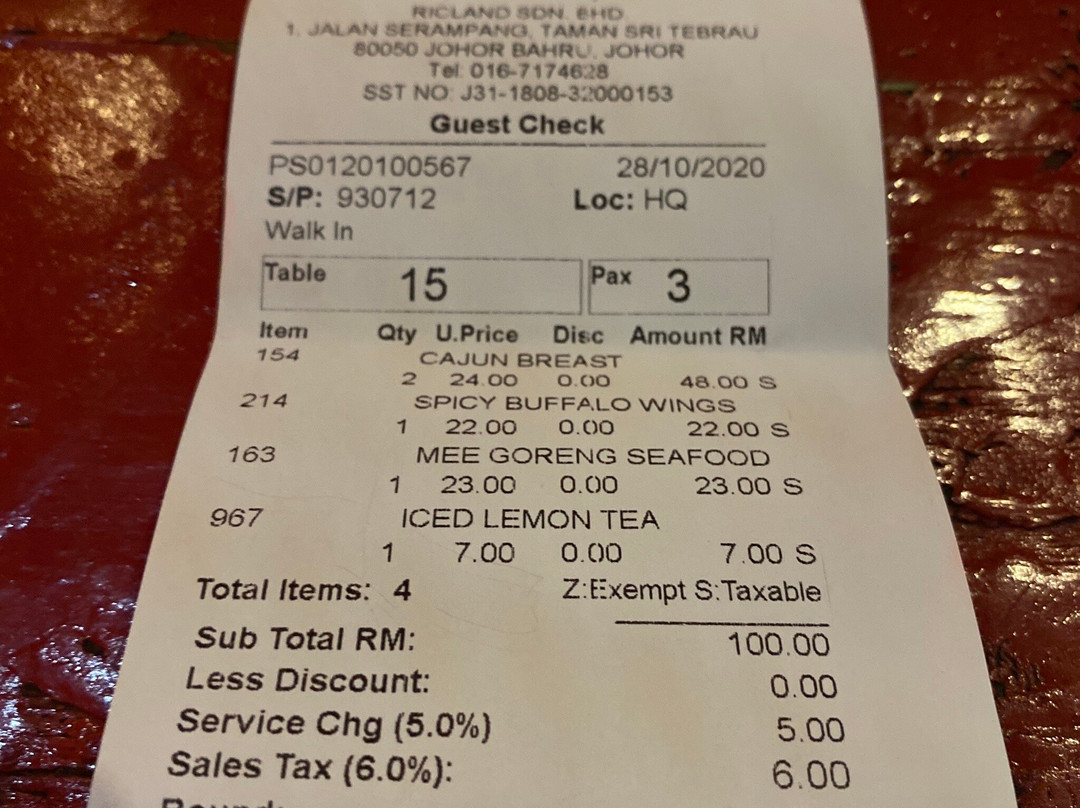 RICLAND SDN. BHD.
1, JALAN SERAMPANG, TAMAN SRI TEBRAU
80050 JOHOR BAHRU, JOHOR
Tel: 016-7174628
SST NO: J31-1808-32000153
Guest Check
PS0120100567 28/10/2020
S/P: 930712 Loc: HQ
Walk In
Table 15 Pax 3
Item Qty U.Price Disc Amount RM
154 CAJUN BREAST
2 24.00 0.00 48.00 S
214 SPICY BUFFALO WINGS
1 22.00 0.00 22.00 S
163 MEE GORENG SEAFOOD
1 23.00 0.00 23.00 S
967 ICED LEMON TEA
1 7.00 0.00 7.00 S
Total Items: 4 Z:Exempt S:Taxable
Sub Total RM: 100.00
Less Discount: 0.00
Service Chg (5.0%) 5.00
Sales Tax (6.0%): 6.00